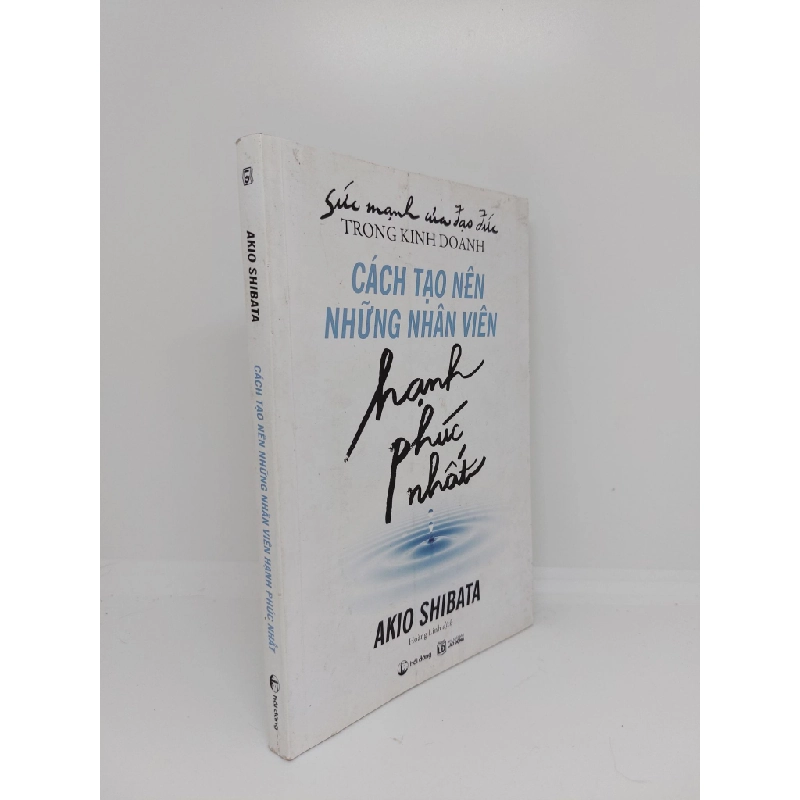 Sức mạnh của đạo đức
TRONG KINH DOANH
CÁCH TẠO NÊN
NHỮNG NHÂN VIÊN
hạnh
phúc
nhất
AKIO SHIBATA
AKIO SHIBATA
CÁCH TẠO NÊN NHỮNG NHÂN VIÊN HẠNH PHÚC NHẤT